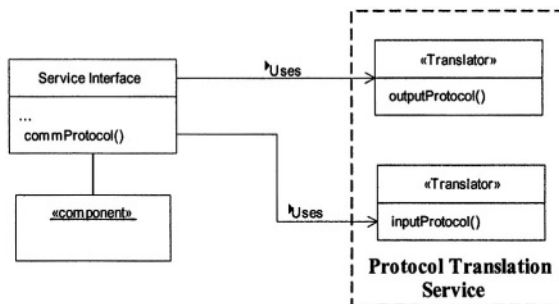 Service Interface
...
commProtocol()
«component»
Uses
«Translator»
outputProtocol()
Uses
«Translator»
inputProtocol()
Protocol Translation
Service